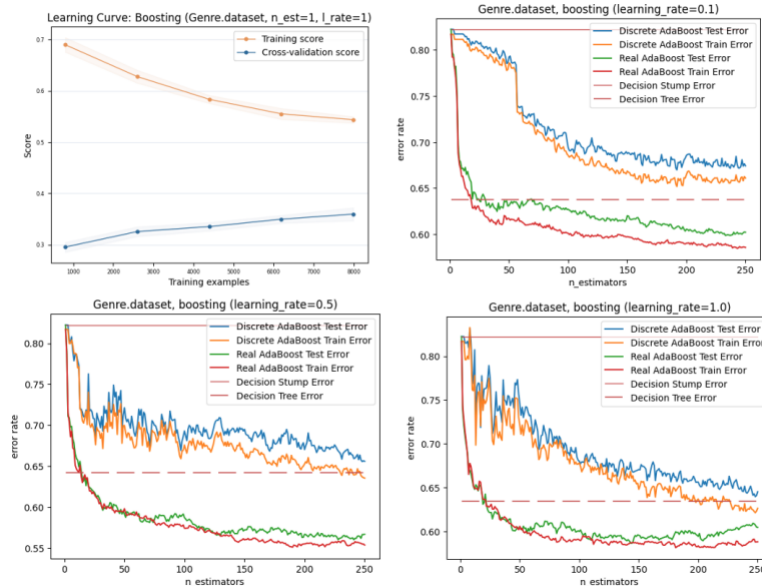 Learning Curve: Boosting (Genre.dataset, n_est=1, l_rate=1)
0.7
0.6
0.5
0.4
0.3
Score
Training score
Cross-validation score
1000 2000 3000 4000 5000 6000 7000 8000
Training examples
Genre.dataset, boosting (learning_rate=0.1)
0.80
0.75
0.70
0.65
0.60
error rate
Discrete AdaBoost Test Error
Discrete AdaBoost Train Error
Real AdaBoost Test Error
Real AdaBoost Train Error
Decision Stump Error
Decision Tree Error
0 50 100 150 200 250
n_estimators
Genre.dataset, boosting (learning_rate=0.5)
0.80
0.75
0.70
0.65
0.60
0.55
error rate
Discrete AdaBoost Test Error
Discrete AdaBoost Train Error
Real AdaBoost Test Error
Real AdaBoost Train Error
Decision Stump Error
Decision Tree Error
0 50 100 150 200 250
n_estimators
Genre.dataset, boosting (learning_rate=1.0)
0.80
0.75
0.70
0.65
0.60
error rate
Discrete AdaBoost Test Error
Discrete AdaBoost Train Error
Real AdaBoost Test Error
Real AdaBoost Train Error
Decision Stump Error
Decision Tree Error
0 50 100 150 200 250
n_estimators